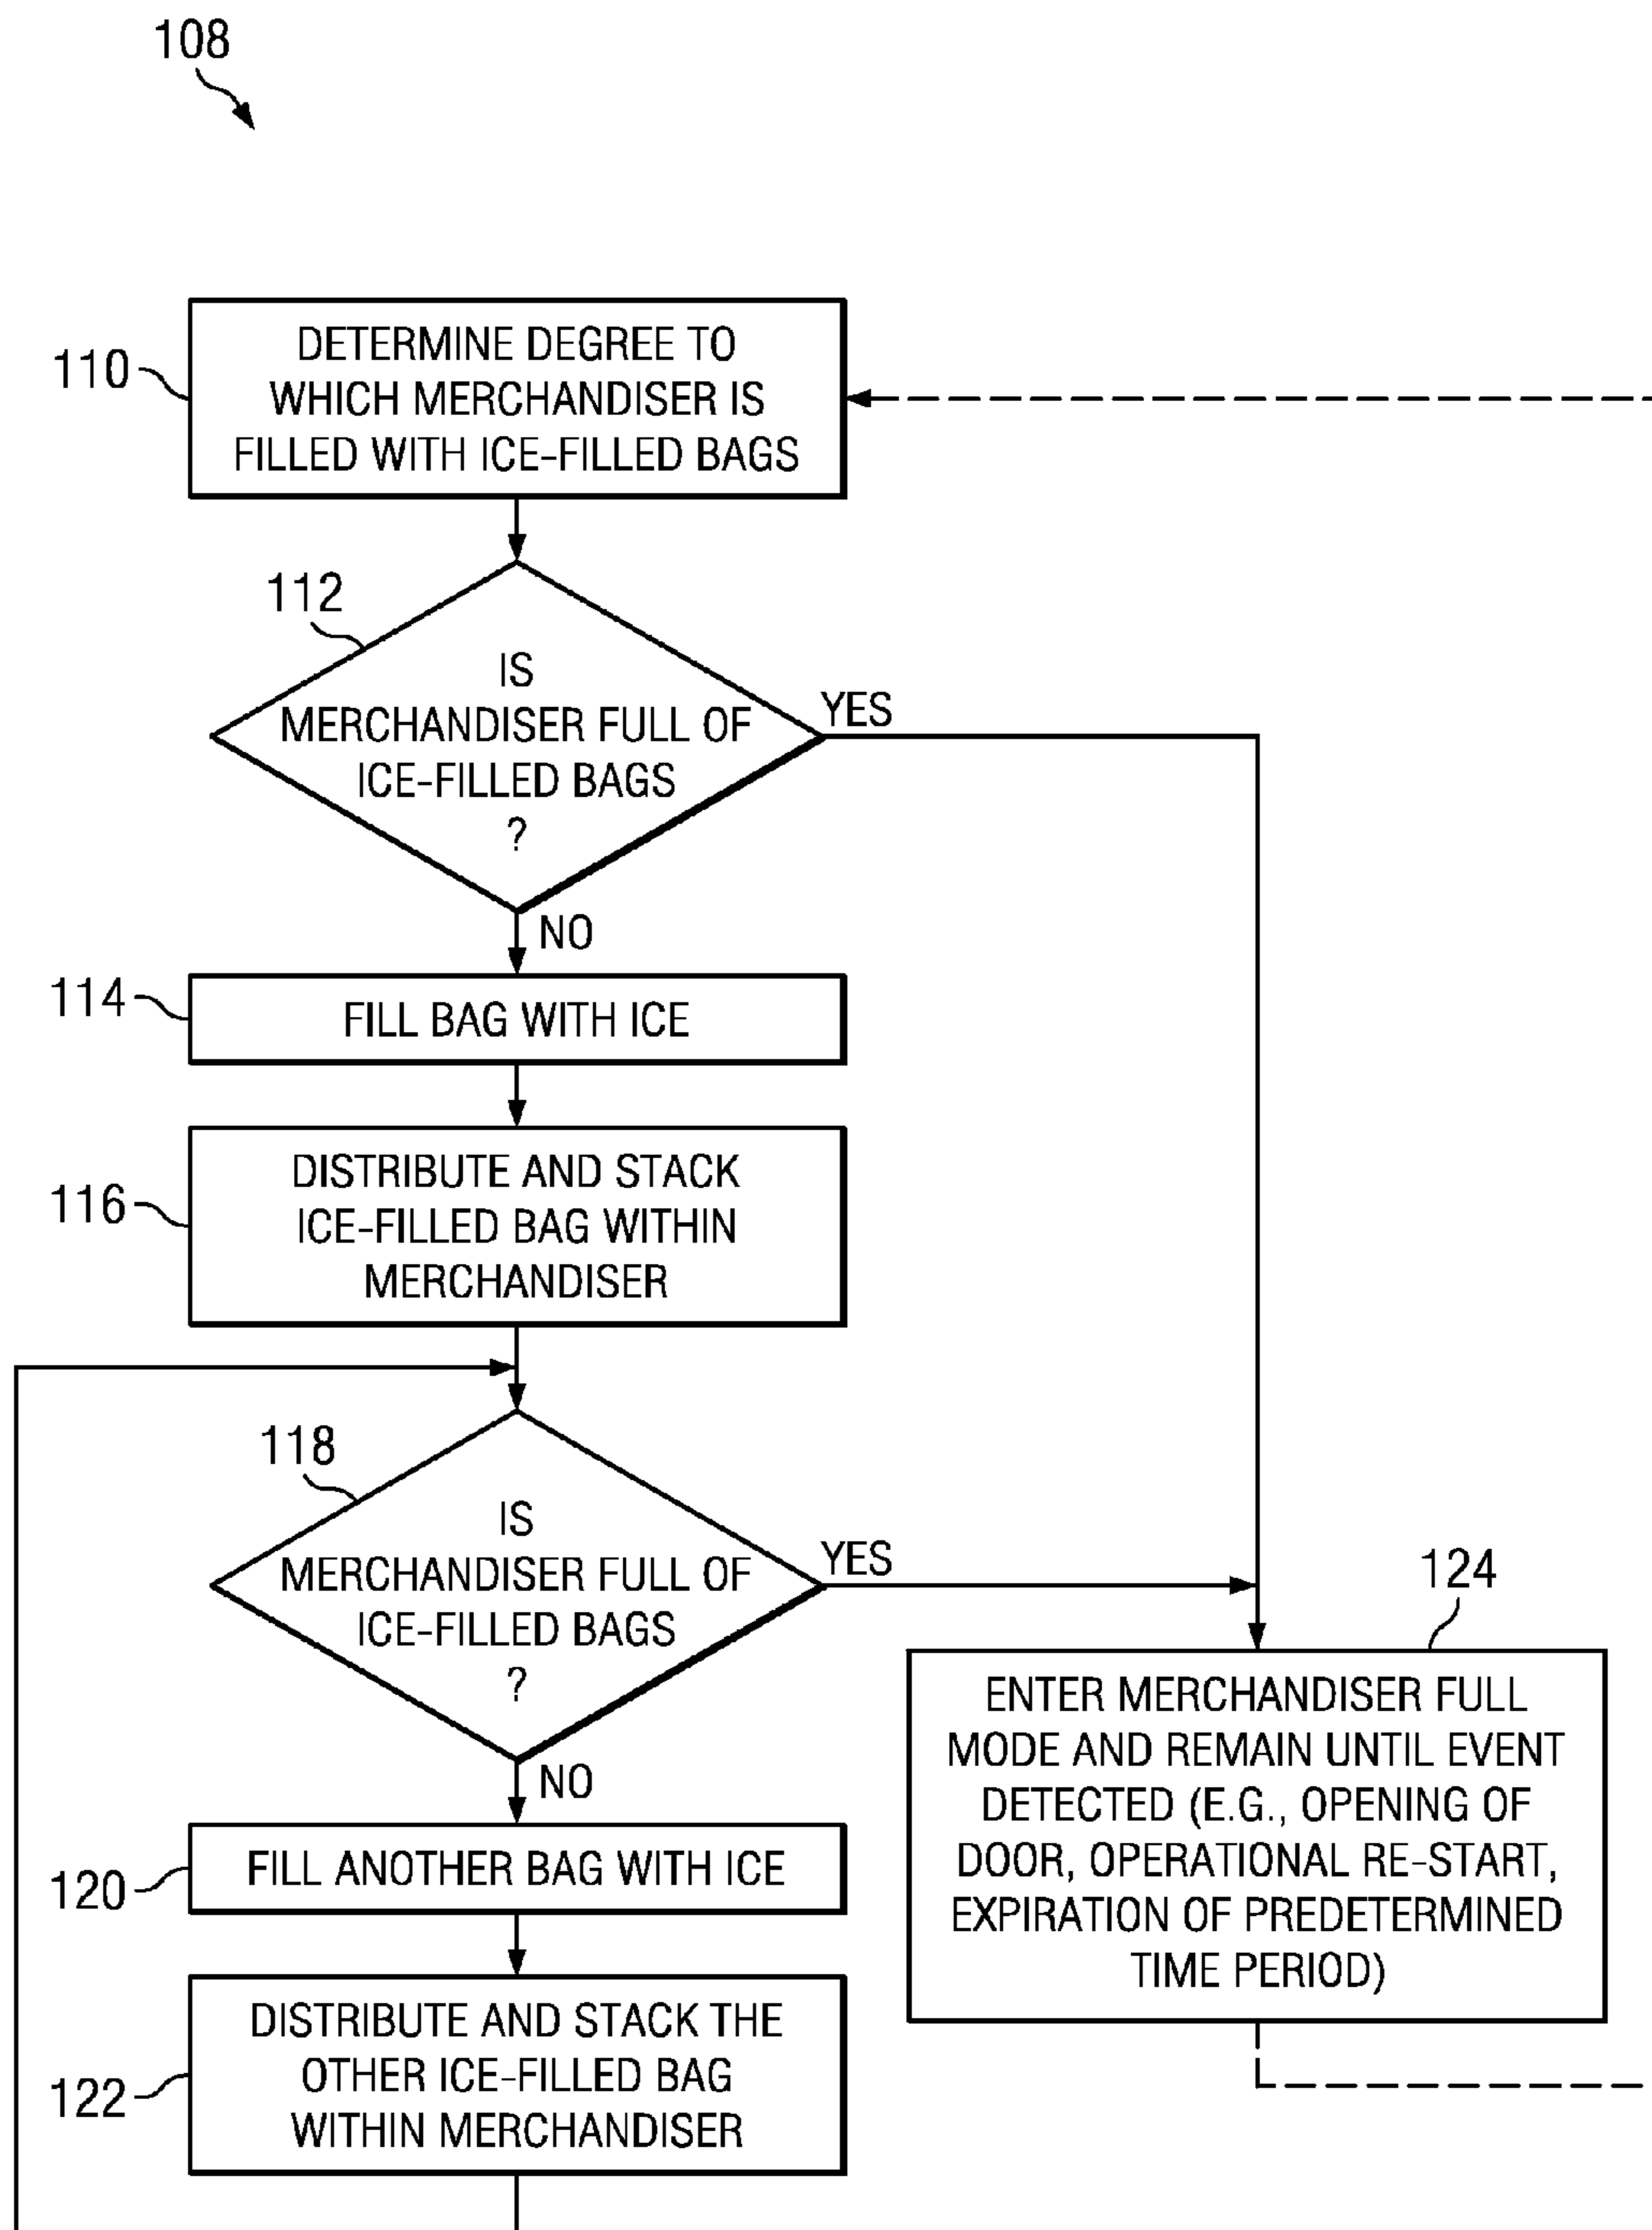 108
110
DETERMINE DEGREE TO
WHICH MERCHANDISER IS
FILLED WITH ICE-FILLED BAGS
112
IS
MERCHANDISER FULL OF
ICE-FILLED BAGS
?
YES
NO
114
FILL BAG WITH ICE
116
DISTRIBUTE AND STACK
ICE-FILLED BAG WITHIN
MERCHANDISER
118
IS
MERCHANDISER FULL OF
ICE-FILLED BAGS
?
YES
NO
120
FILL ANOTHER BAG WITH ICE
122
DISTRIBUTE AND STACK THE
OTHER ICE-FILLED BAG
WITHIN MERCHANDISER
124
ENTER MERCHANDISER FULL
MODE AND REMAIN UNTIL EVENT
DETECTED (E.G., OPENING OF
DOOR, OPERATIONAL RE-START,
EXPIRATION OF PREDETERMINED
TIME PERIOD)